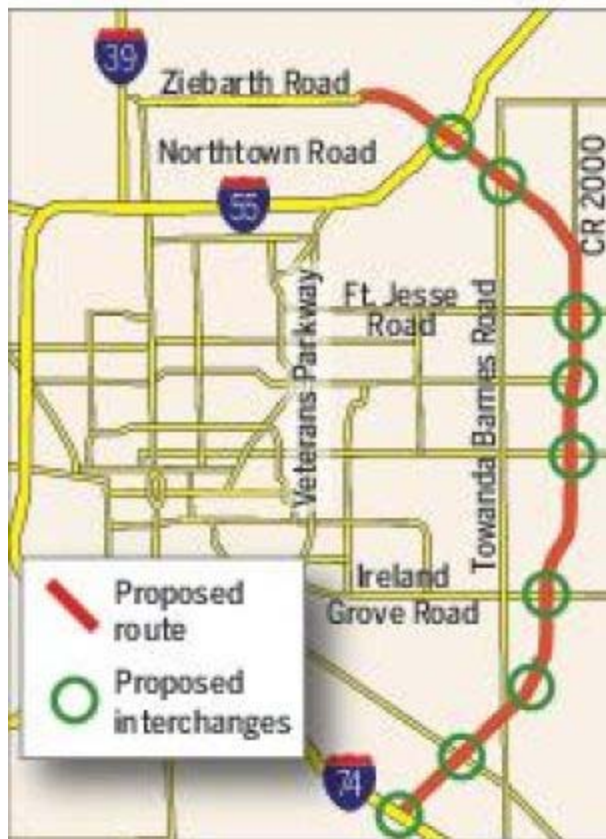 39
Ziebarth Road
Northtown Road
55
CR 2000
Ft. Jesse
Road
Veterans Parkway
Towanda Barnes Road
Ireland
Grove Road
Proposed
route
Proposed
interchanges
74